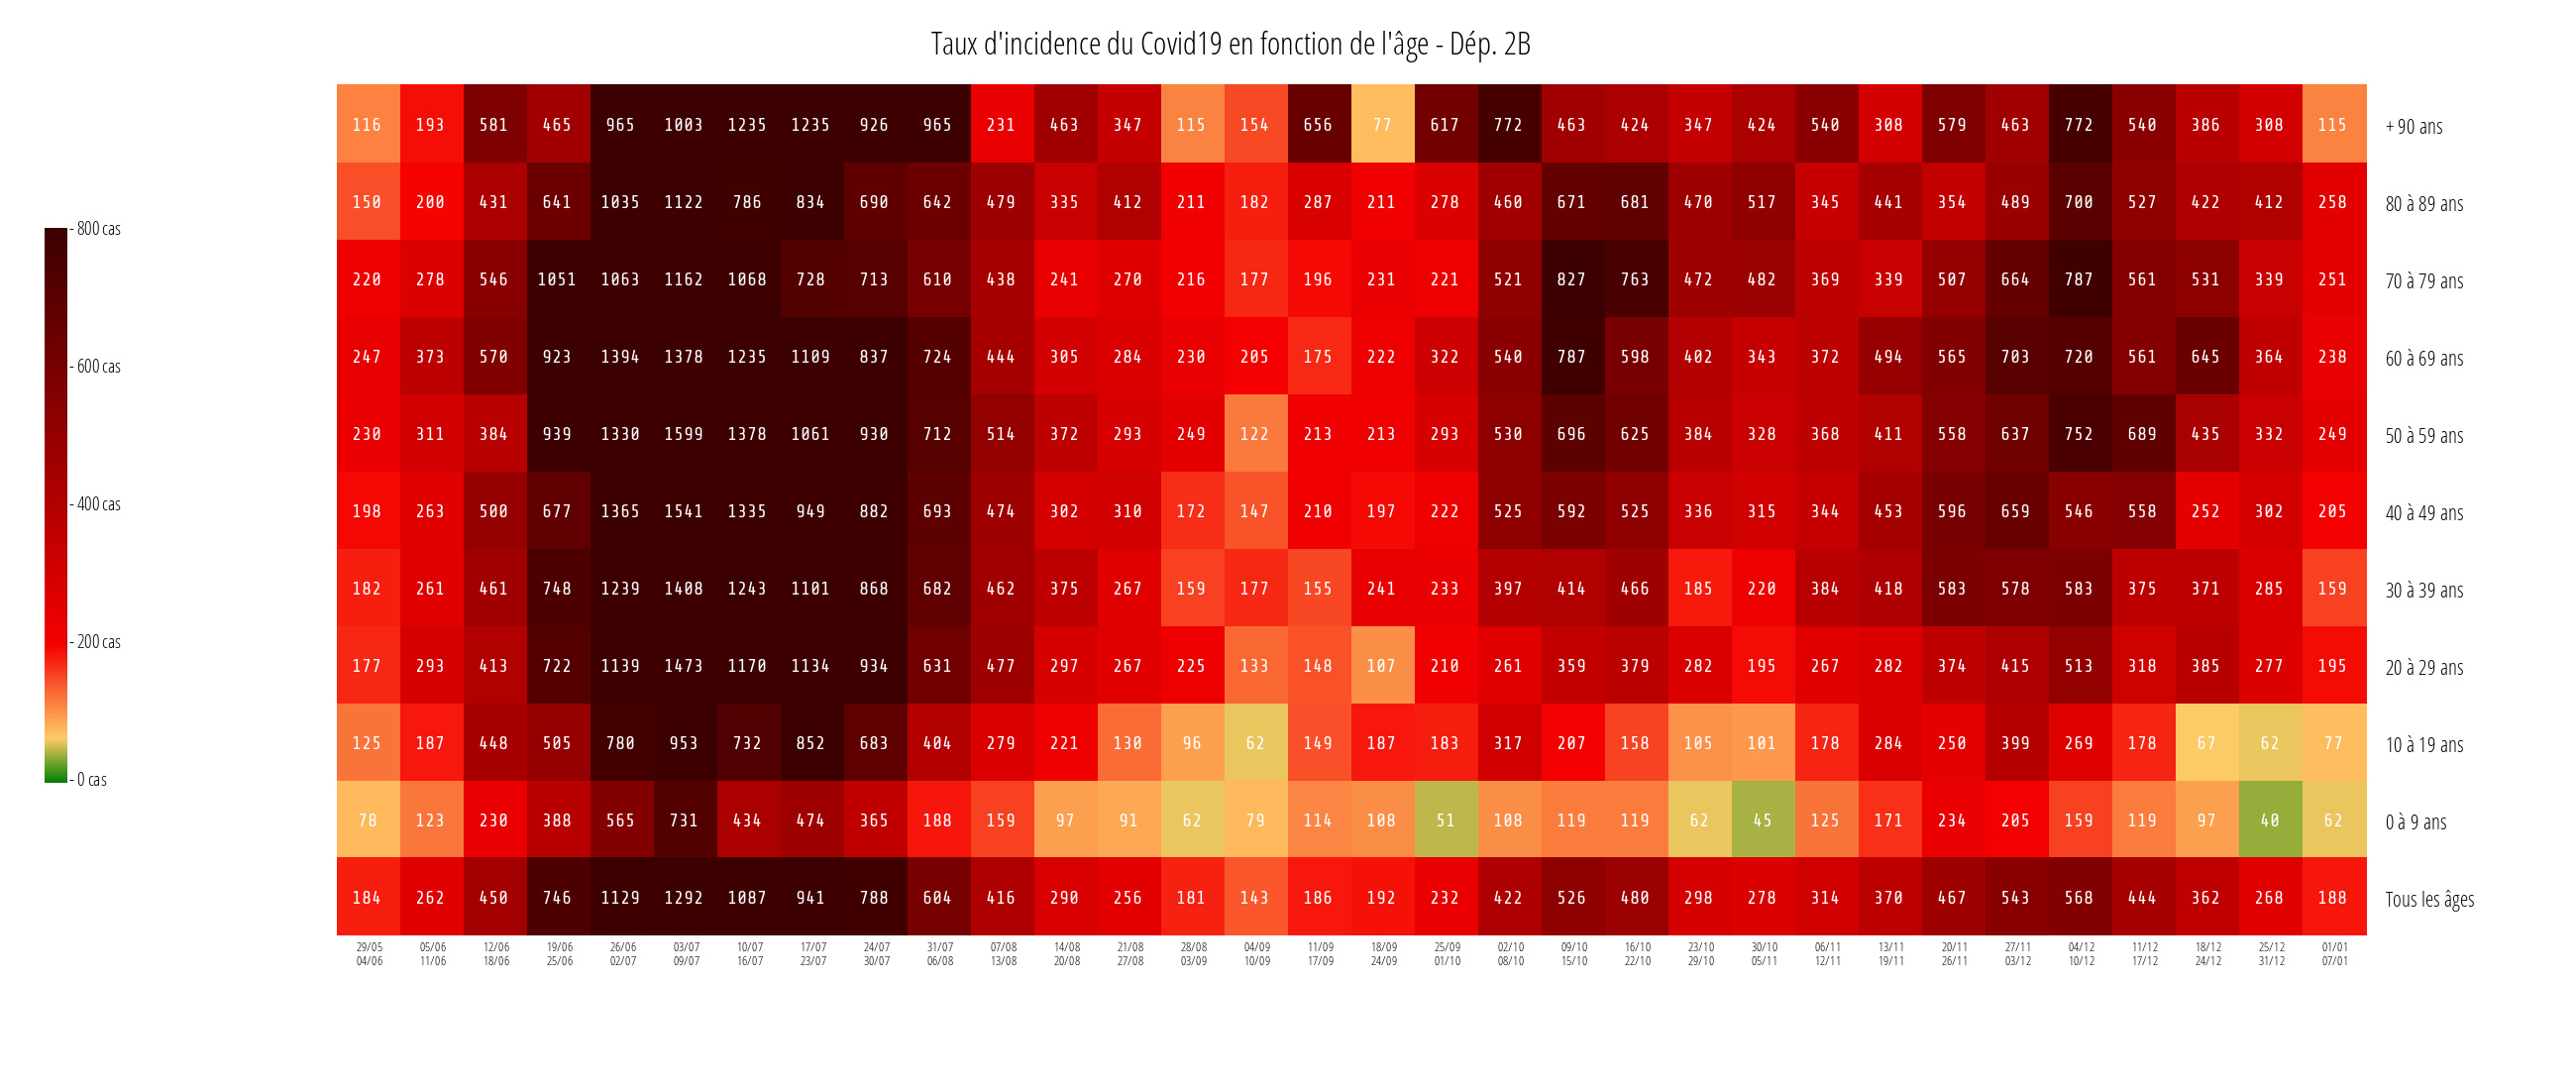 Taux d'incidence du Covid19 en fonction de l'âge - Dép. 2B
116 193 581 465 965 1003 1235 1235 926 965 231 463 347 115 154 656 77 617 772 463 424 347 424 540 308 579 463 772 540 386 308 115 + 90 ans
150 200 431 641 1035 1122 786 834 690 642 479 335 412 211 182 287 211 278 460 671 681 470 517 345 441 354 489 700 527 422 412 258 80 à 89 ans
220 278 546 1051 1063 1162 1068 728 713 610 438 241 270 216 177 196 231 221 521 827 763 472 482 369 339 507 664 787 561 531 339 251 70 à 79 ans
247 373 570 923 1394 1378 1235 1109 837 724 444 305 284 230 205 175 222 322 540 787 598 402 343 372 494 565 703 720 561 645 364 238 60 à 69 ans
230 311 384 939 1330 1599 1378 1061 930 712 514 372 293 249 122 213 213 293 530 696 625 384 328 368 411 558 637 752 689 435 332 249 50 à 59 ans
198 263 500 677 1365 1541 1335 949 882 693 474 302 310 172 147 210 197 222 525 592 525 336 315 344 453 596 659 546 558 252 302 205 40 à 49 ans
182 261 461 748 1239 1408 1243 1101 868 682 462 375 267 159 177 155 241 233 397 414 466 185 220 384 418 583 578 583 375 371 285 159 30 à 39 ans
177 293 413 722 1139 1473 1170 1134 934 631 477 297 267 225 133 148 107 210 261 359 379 282 195 267 282 374 415 513 318 385 277 195 20 à 29 ans
125 187 448 505 780 953 732 852 683 404 279 221 130 96 62 149 187 183 317 207 158 105 101 178 284 250 399 269 178 67 62 77 10 à 19 ans
78 123 230 388 565 731 434 474 365 188 159 97 91 62 79 114 108 51 108 119 119 62 45 125 171 234 205 159 119 97 40 62 0 à 9 ans
184 262 450 746 1129 1292 1087 941 788 604 416 290 256 181 143 186 192 232 422 526 480 298 278 314 370 467 543 568 444 362 268 188 Tous les âges
29/05 05/06 12/06 19/06 26/06 03/07 10/07 17/07 24/07 31/07 07/08 14/08 21/08 28/08 04/09 11/09 18/09 25/09 02/10 09/10 16/10 23/10 30/10 06/11 13/11 20/11 27/11 04/12 11/12 18/12 25/12 01/01
04/06 11/06 18/06 25/06 02/07 09/07 16/07 23/07 30/07 06/08 13/08 20/08 27/08 03/09 10/09 17/09 24/09 01/10 08/10 15/10 22/10 29/10 05/11 12/11 19/11 26/11 03/12 10/12 17/12 24/12 31/12 07/01
- 800 cas
- 600 cas
- 400 cas
- 200 cas
- 0 cas